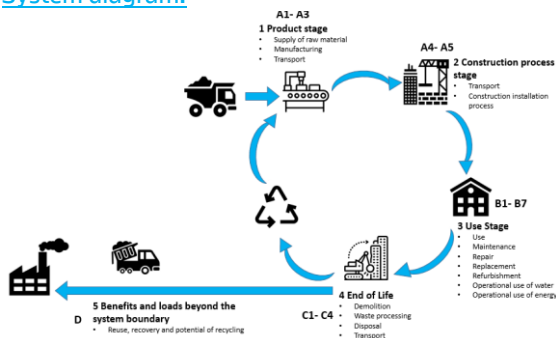 System diagram:
A1- A3
1 Product stage
• Supply of raw material
• Manufacturing
• Transport
A4- A5
2 Construction process
stage
• Transport
• Construction installation
process
B1- B7
3 Use Stage
• Use
• Maintenance
• Repair
• Replacement
• Refurbishment
• Operational use of water
• Operational use of energy
4 End of Life
• Demolition
C1- C4 • Waste processing
• Disposal
• Transport
5 Benefits and loads beyond the
D system boundary
• Reuse, recovery and potential of recycling